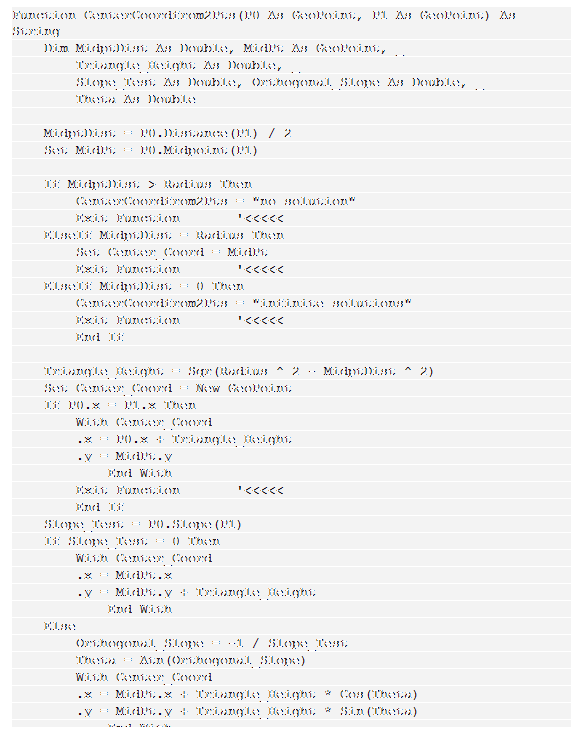 Function CenterCoordFrom2Pts(P0 As GeoPoint, P1 As GeoPoint) As
String
Dim MidptDist As Double, MidPt As GeoPoint, _
Triangle_Height As Double, _
Slope_Test As Double, Orthogonal_Slope As Double, _
Theta As Double
MidptDist = P0.Distance(P1) / 2
Set MidPt = P0.Midpoint(P1)
If MidptDist > Radius Then
CenterCoordFrom2Pts = "no solution"
Exit Function '<<<<<
ElseIf MidptDist = Radius Then
Set Center_Coord = MidPt
Exit Function '<<<<<
ElseIf MidptDist = 0 Then
CenterCoordFrom2Pts = "infinite solutions"
Exit Function '<<<<<
End If
Triangle_Height = Sqr(Radius ^ 2 - MidptDist ^ 2)
Set Center_Coord = New GeoPoint
If P0.x = P1.x Then
With Center_Coord
.x = P0.x + Triangle_Height
.y = MidPt.y
End With
Exit Function '<<<<<
End If
Slope_Test = P0.Slope(P1)
If Slope_Test = 0 Then
With Center_Coord
.x = MidPt.x
.y = MidPt.y + Triangle_Height
End With
Else
Orthogonal_Slope = -1 / Slope_Test
Theta = Atn(Orthogonal_Slope)
With Center_Coord
.x = MidPt.x + Triangle_Height * Cos(Theta)
.y = MidPt.y + Triangle_Height * Sin(Theta)
End With